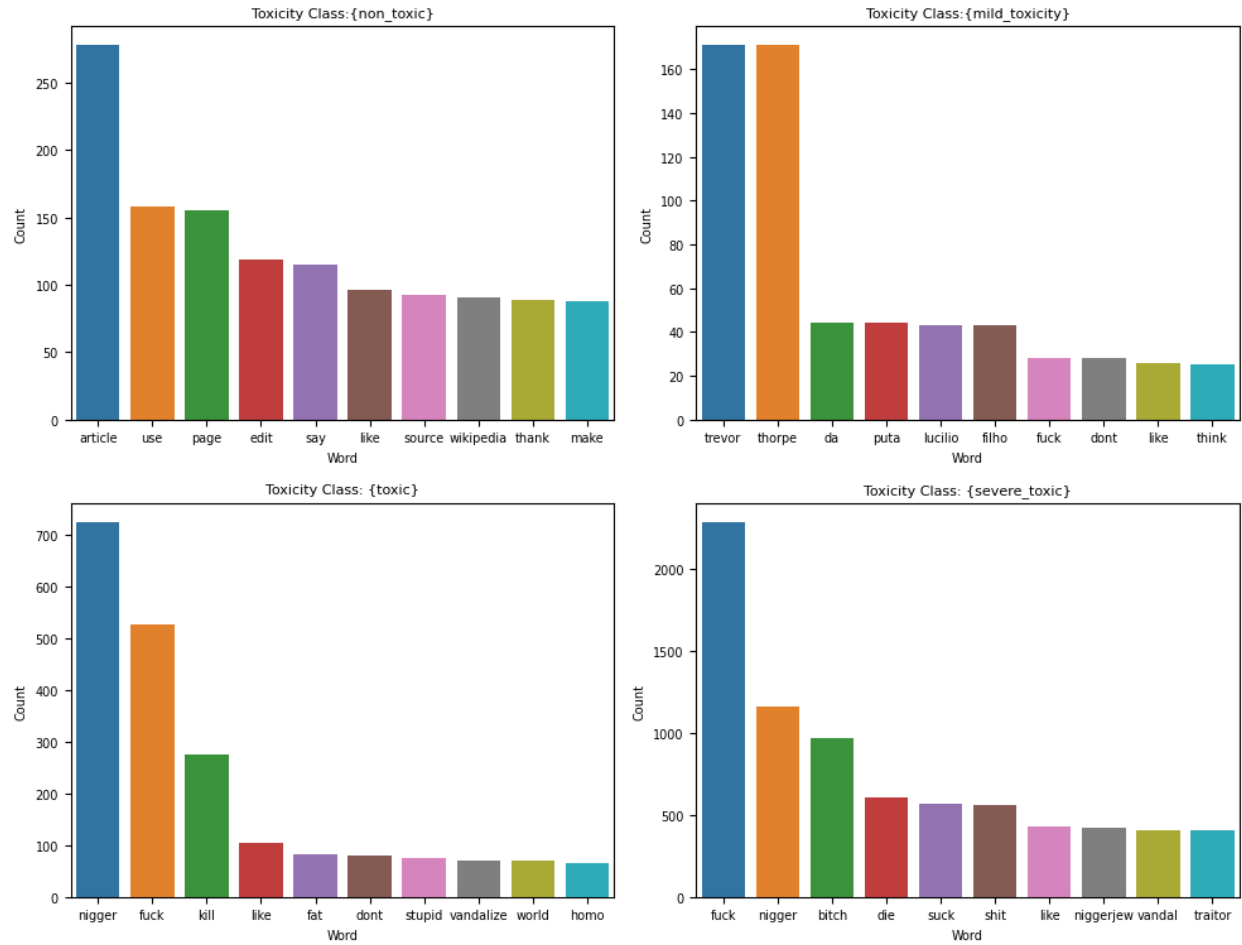 Toxicity Class:{non_toxic}
250
200
150
100
50
0
Count
article use page edit say like source wikipedia thank make
Word
Toxicity Class:{mild_toxicity}
160
140
120
100
80
60
40
20
0
Count
trevor thorpe da puta lucilio filho fuck dont like think
Word
Toxicity Class: {toxic}
700
600
500
400
300
200
100
0
Count
nigger fuck kill like fat dont stupid vandalize world homo
Word
Toxicity Class: {severe_toxic}
2000
1500
1000
500
0
Count
fuck nigger bitch die suck shit like niggerjew vandal traitor
Word